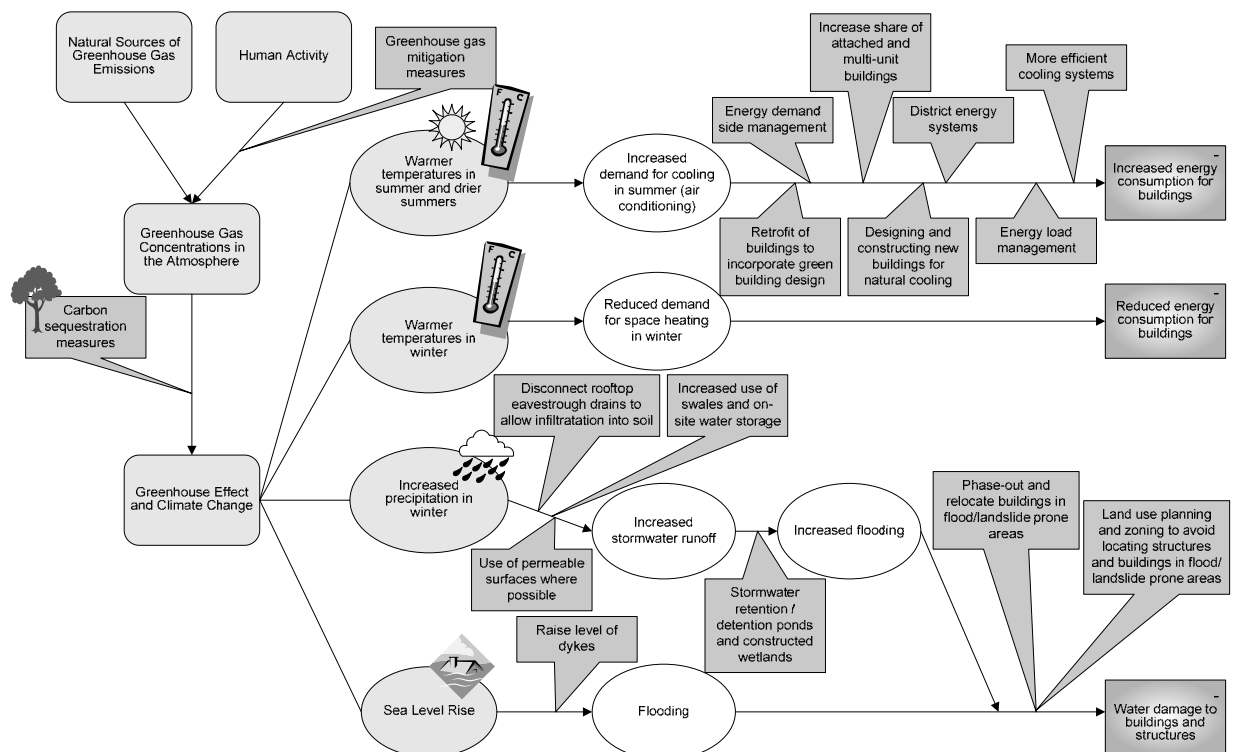 Natural Sources of
Greenhouse Gas
Emissions
Human Activity
Greenhouse gas
mitigation
measures
Increase share of
attached and
multi-unit
buildings
More efficient
cooling systems
Energy demand
side management
District energy
systems
F C
Warmer
temperatures in
summer and drier
summers
Increased
demand for cooling
in summer (air
conditioning)
-
Increased energy
consumption for
buildings
Greenhouse Gas
Concentrations in
the Atmosphere
Retrofit of
buildings to
incorporate green
building design
Designing and
constructing new
buildings for
natural cooling
Energy load
management
Carbon
sequestration
measures
F C
Warmer
temperatures in
winter
Reduced demand
for space heating
in winter
-
Reduced energy
consumption for
buildings
Disconnect rooftop
eavestrough drains to
allow infiltratation into soil
Increased use of
swales and on-
site water storage
Greenhouse Effect
and Climate Change
Increased
precipitation in
winter
Increased
stormwater runoff
Increased flooding
Phase-out and
relocate buildings in
flood/landslide prone
areas
Land use planning
and zoning to avoid
locating structures
and buildings in flood/
landslide prone areas
Use of permeable
surfaces where
possible
Stormwater
retention /
detention ponds
and constructed
wetlands
Raise level of
dykes
Sea Level Rise
Flooding
-
Water damage to
buildings and
structures